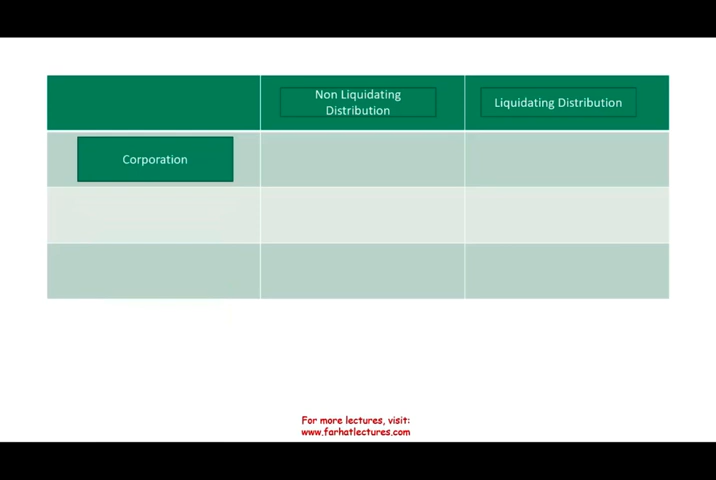 Non Liquidating
Distribution
Liquidating Distribution
Corporation
For more lectures, visit:
www.farhatlectures.com